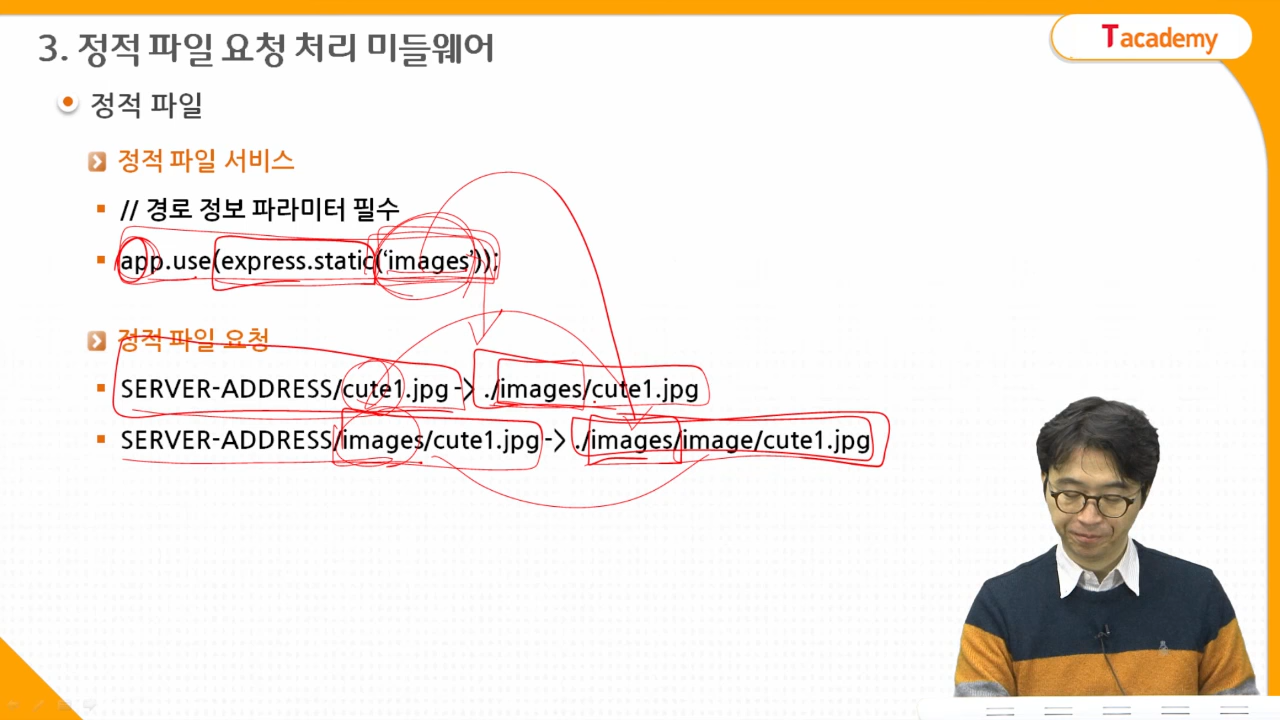 3. 정적 파일 요청 처리 미들웨어
Tacademy
정적 파일
정적 파일 서비스
// 경로 정보 파라미터 필수
app.use(express.static(‘images’));
정적 파일 요청
SERVER-ADDRESS/cute1.jpg -> ./images/cute1.jpg
SERVER-ADDRESS/images/cute1.jpg -> ./images/image/cute1.jpg